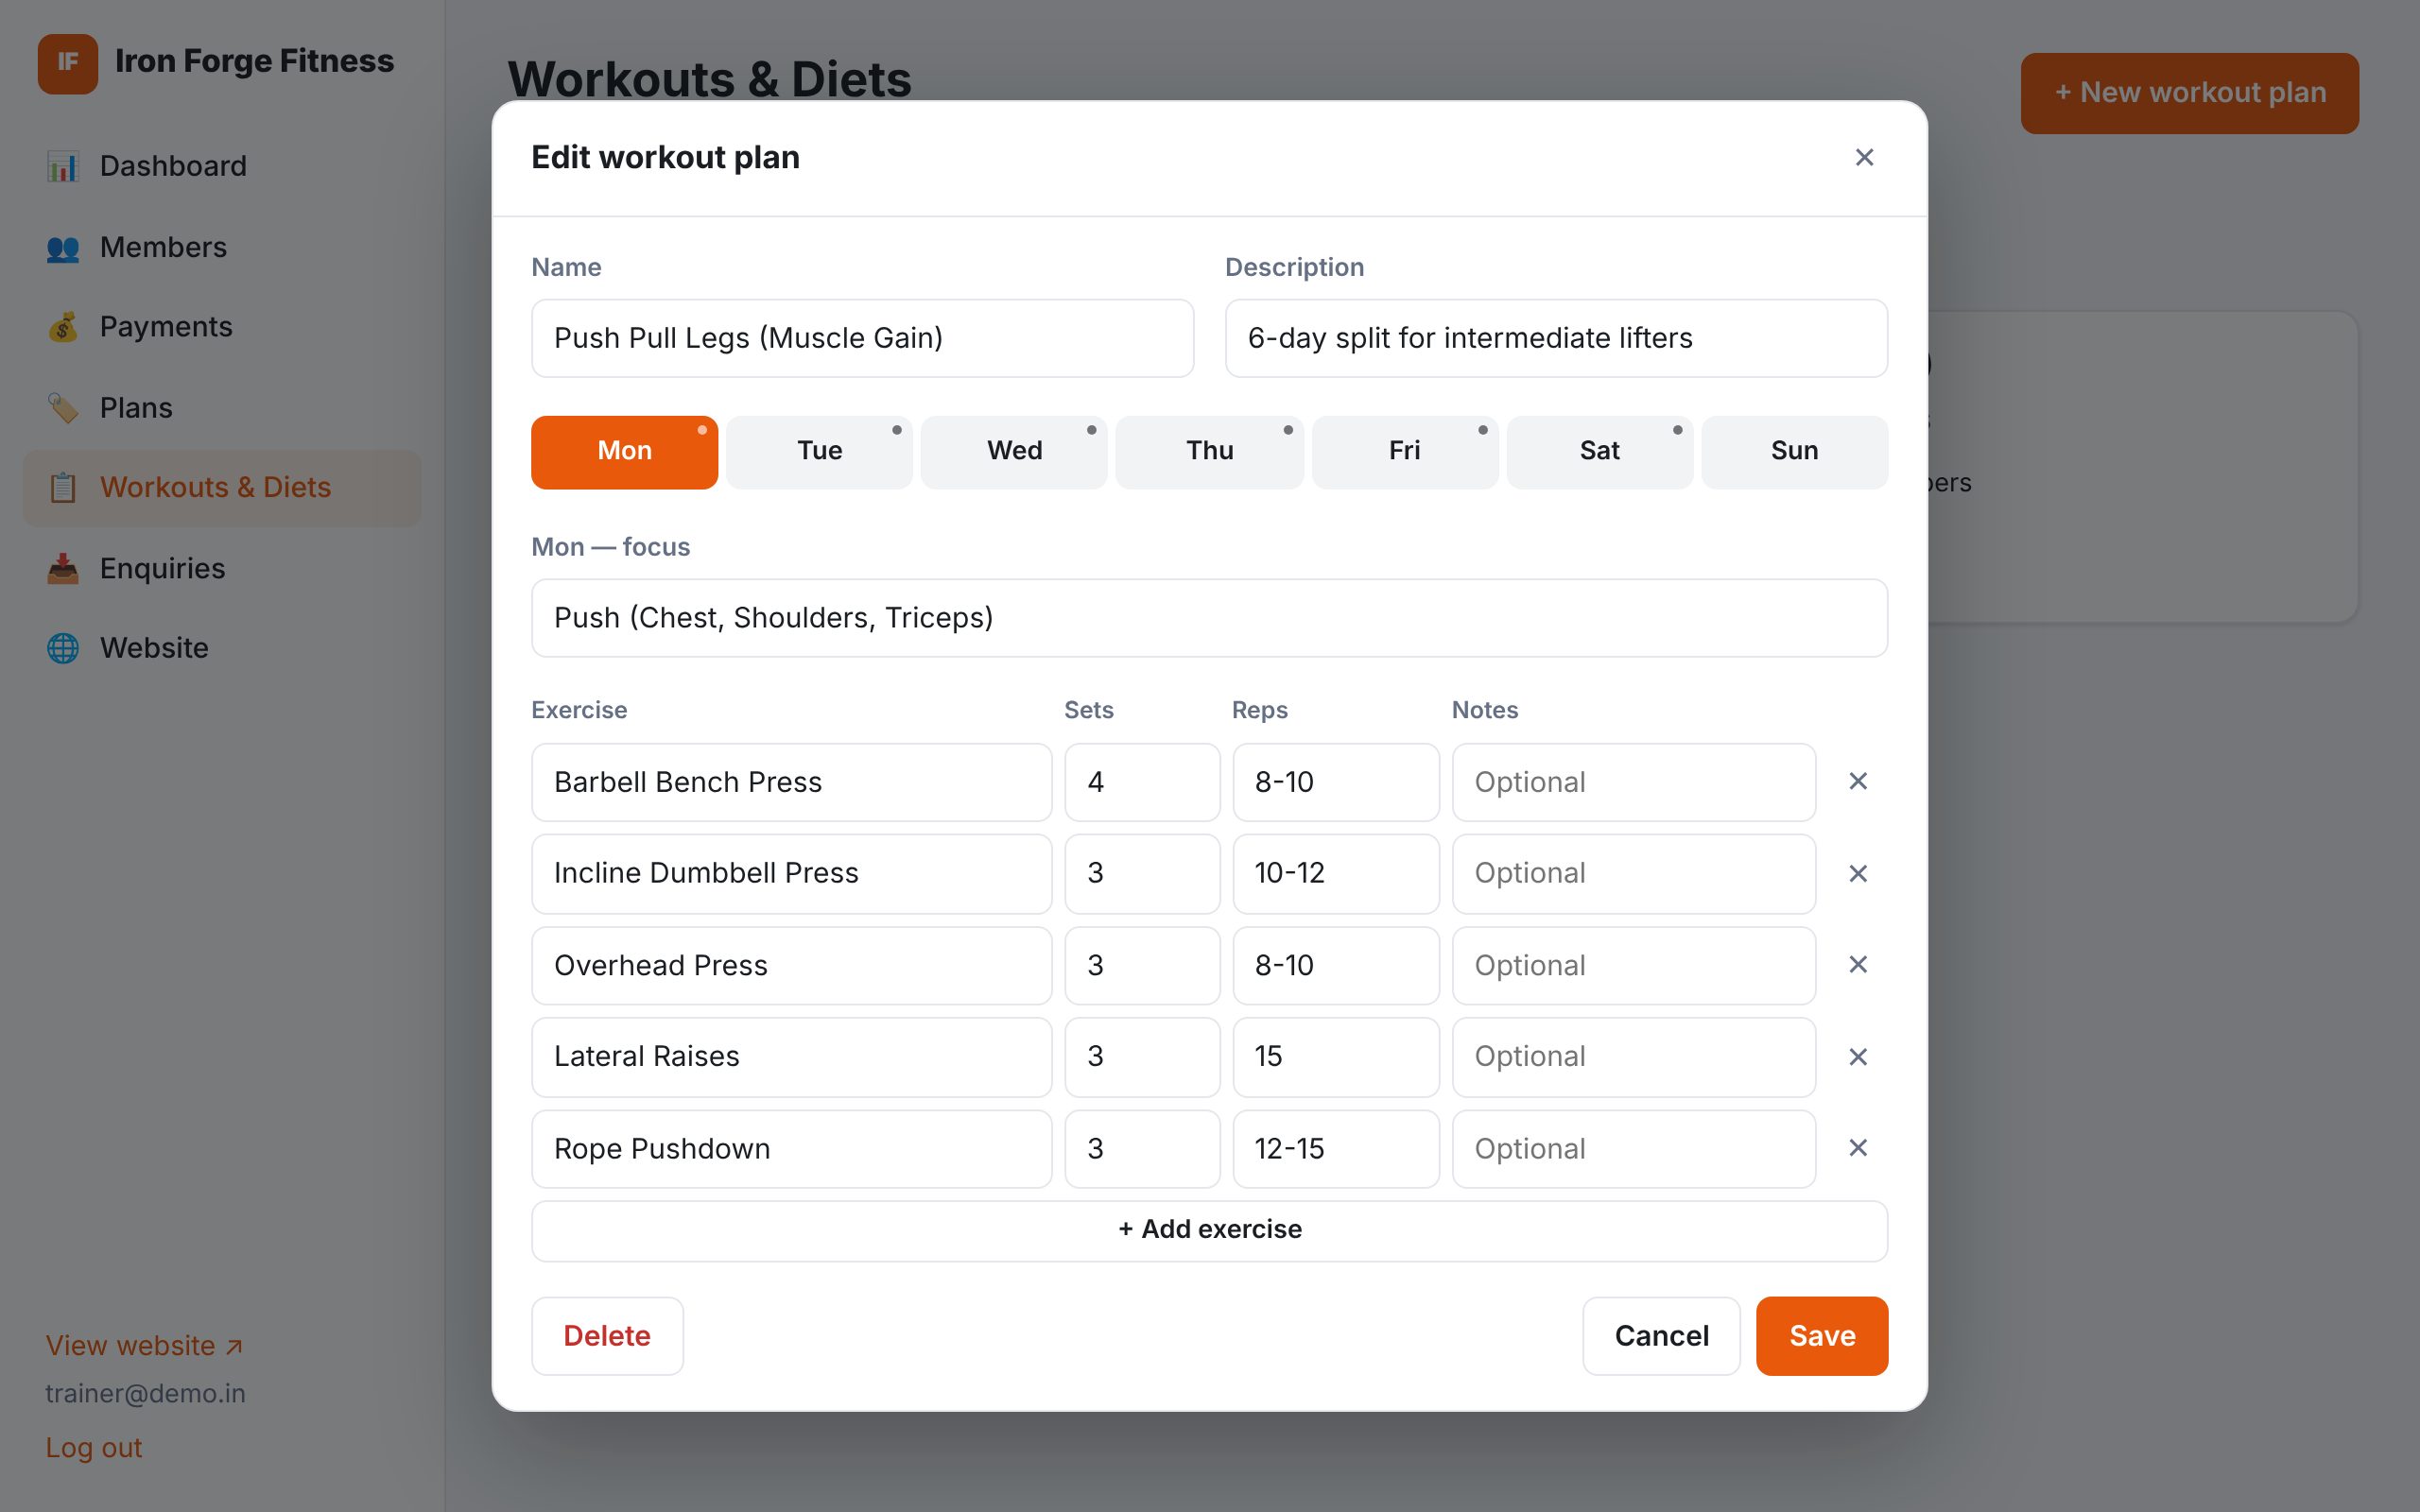 IF Iron Forge Fitness
Dashboard
Members
Payments
Plans
Workouts & Diets
Enquiries
Website
View website ↗
trainer@demo.in
Log out
Workouts & Diets
+ New workout plan
Edit workout plan
×
Name
Description
Push Pull Legs (Muscle Gain)
6-day split for intermediate lifters
Mon Tue Wed Thu Fri Sat Sun
Mon — focus
Push (Chest, Shoulders, Triceps)
Exercise Sets Reps Notes
Barbell Bench Press 4 8-10 Optional ×
Incline Dumbbell Press 3 10-12 Optional ×
Overhead Press 3 8-10 Optional ×
Lateral Raises 3 15 Optional ×
Rope Pushdown 3 12-15 Optional ×
+ Add exercise
Delete
Cancel
Save